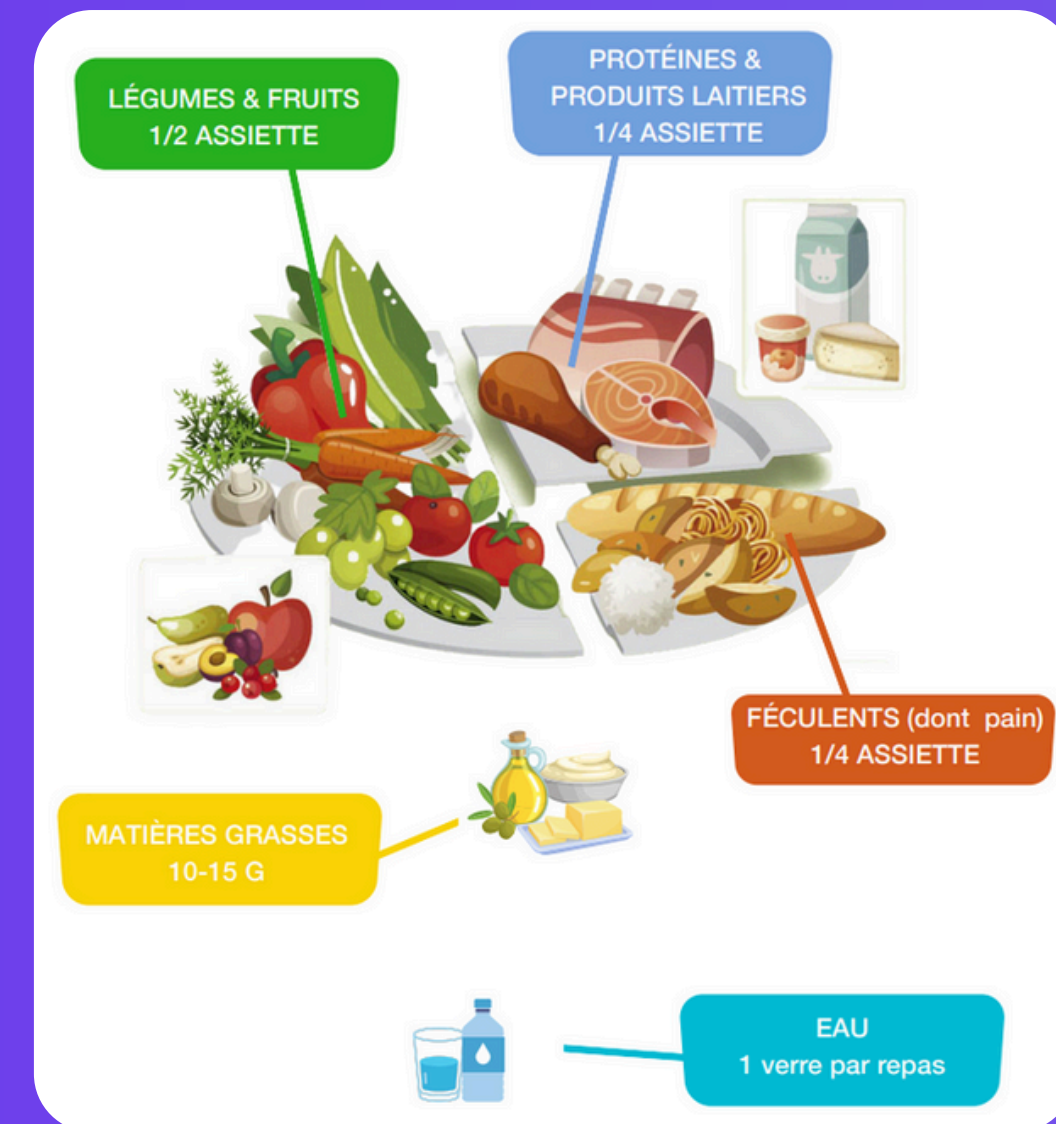 LÉGUMES & FRUITS
1/2 ASSIETTE
PROTÉINES &
PRODUITS LAITIERS
1/4 ASSIETTE
FÉCULENTS (dont pain)
1/4 ASSIETTE
MATIÈRES GRASSES
10-15 G
EAU
1 verre par repas